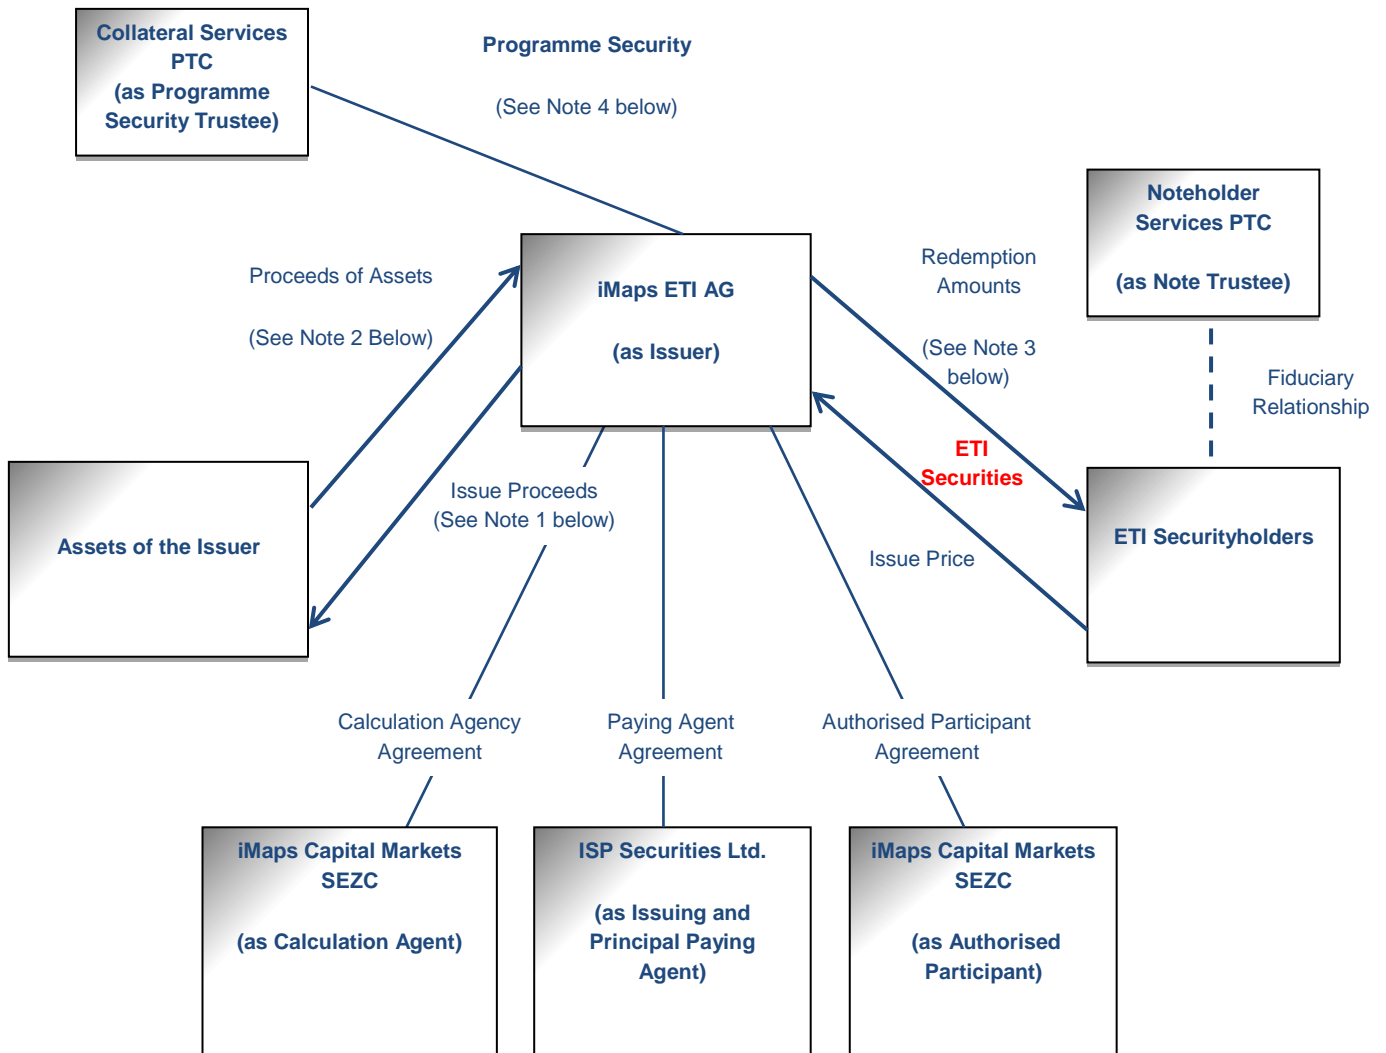 Collateral Services
PTC
(as Programme
Security Trustee)
Programme Security
(See Note 4 below)
Noteholder
Services PTC
(as Note Trustee)
Proceeds of Assets
(See Note 2 Below)
iMaps ETI AG
(as Issuer)
Redemption
Amounts
(See Note 3
below)
Fiduciary
Relationship
ETI
Securities
Issue Proceeds
(See Note 1 below)
Assets of the Issuer
Issue Price
ETI Securityholders
Calculation Agency
Agreement
Paying Agent
Agreement
Authorised Participant
Agreement
iMaps Capital Markets
SEZC
(as Calculation Agent)
ISP Securities Ltd.
(as Issuing and
Principal Paying
Agent)
iMaps Capital Markets
SEZC
(as Authorised
Participant)